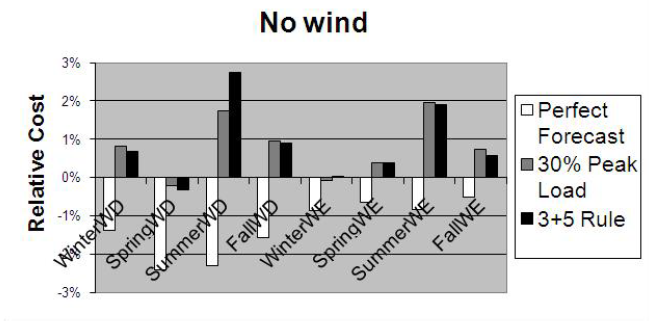 No wind
Relative Cost
3%
2%
1%
0%
-1%
-2%
-3%
WinterWD
SpringWD
SummerWD
FallWD
WinterWE
SpringWE
SummerWE
FallWE
Perfect
Forecast
30% Peak
Load
3+5 Rule